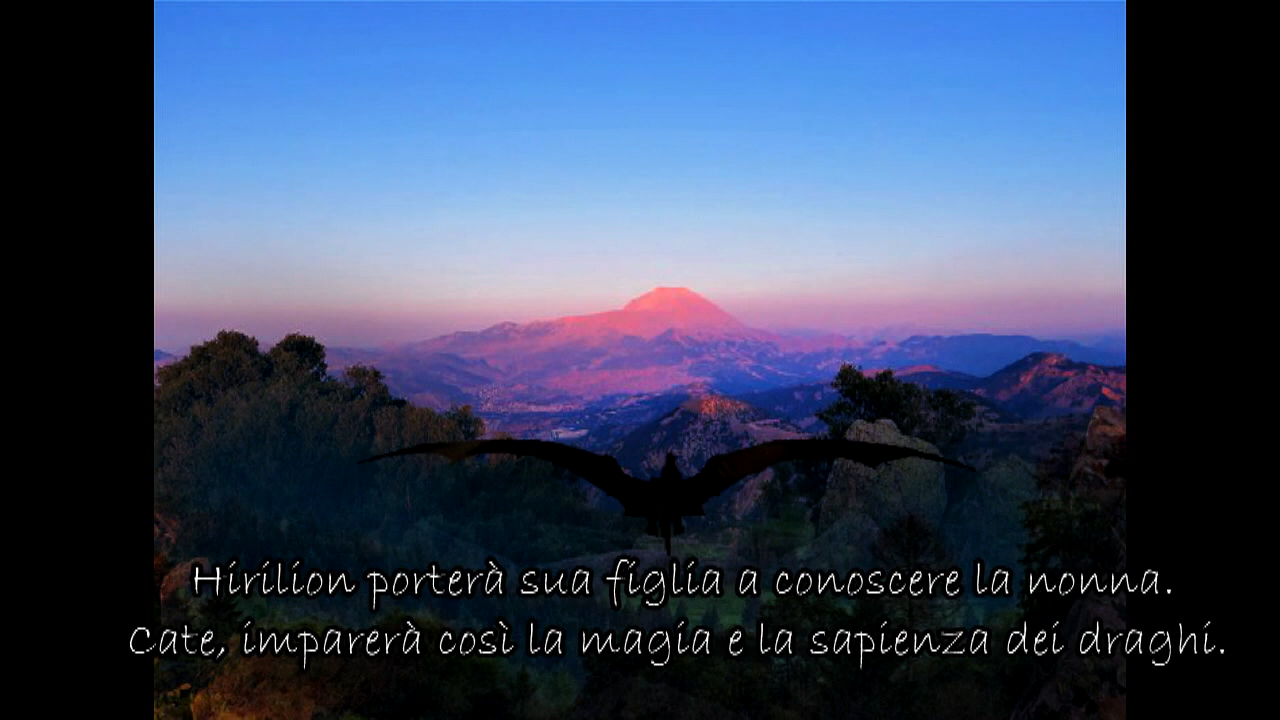 Hirilion porterà sua figlia a conoscere la nonna.
Cate, imparerà così la magia e la sapienza dei draghi.